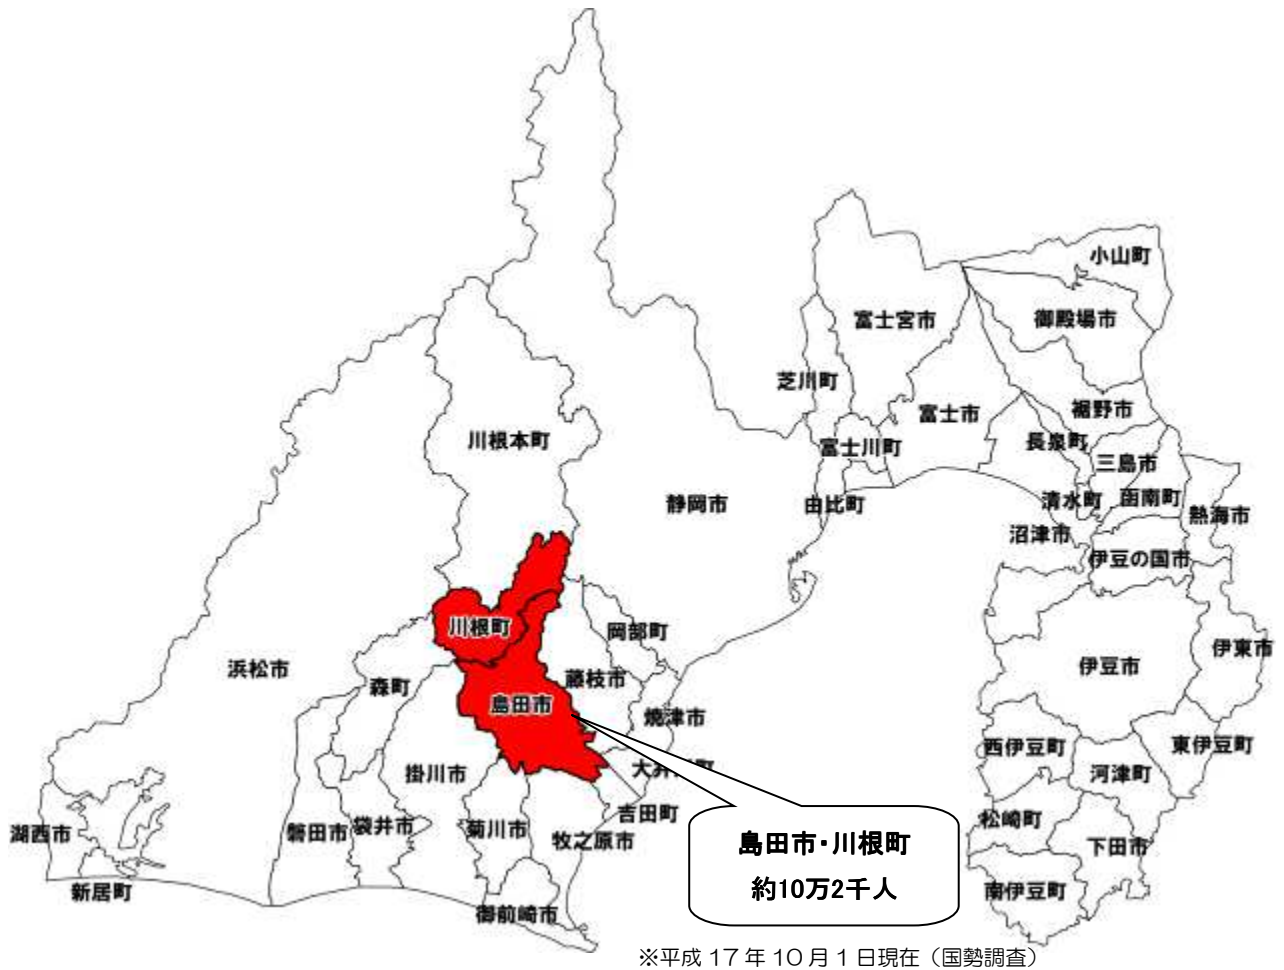 小山町
富士宮市
御殿場市
芝川町
裾野市
富士市
川根本町
長泉町
富士川町
三島市
静岡市
由比町
清水町
函南町
熱海市
沼津市
伊豆の国市
川根町
岡部町
伊東市
浜松市
伊豆市
森町
藤枝市
島田市
焼津市
西伊豆町
東伊豆町
掛川市
大井
町
河津町
吉田町
松崎町
湖西市
磐田市
袋井市
菊川市
牧之原市
島田市・川根町
約10万2千人
下田市
新居町
南伊豆町
御前崎市
※平成 17 年 10 月 1 日現在(国勢調査)